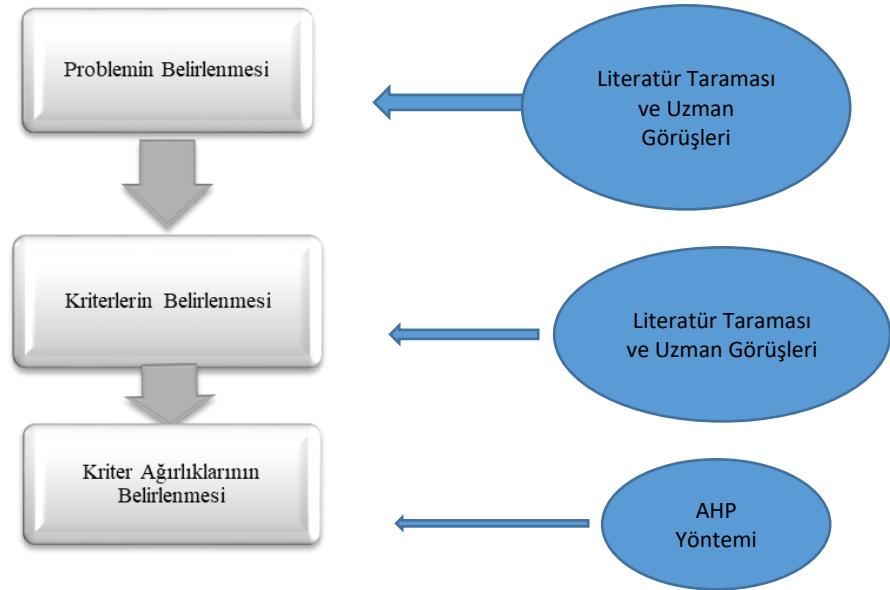 Problemin Belirlenmesi
Literatür Taraması
ve Uzman
Görüşleri
Kriterlerin Belirlenmesi
Literatür Taraması
ve Uzman Görüşleri
Kriter Ağırlıklarının
Belirlenmesi
AHP
Yöntemi